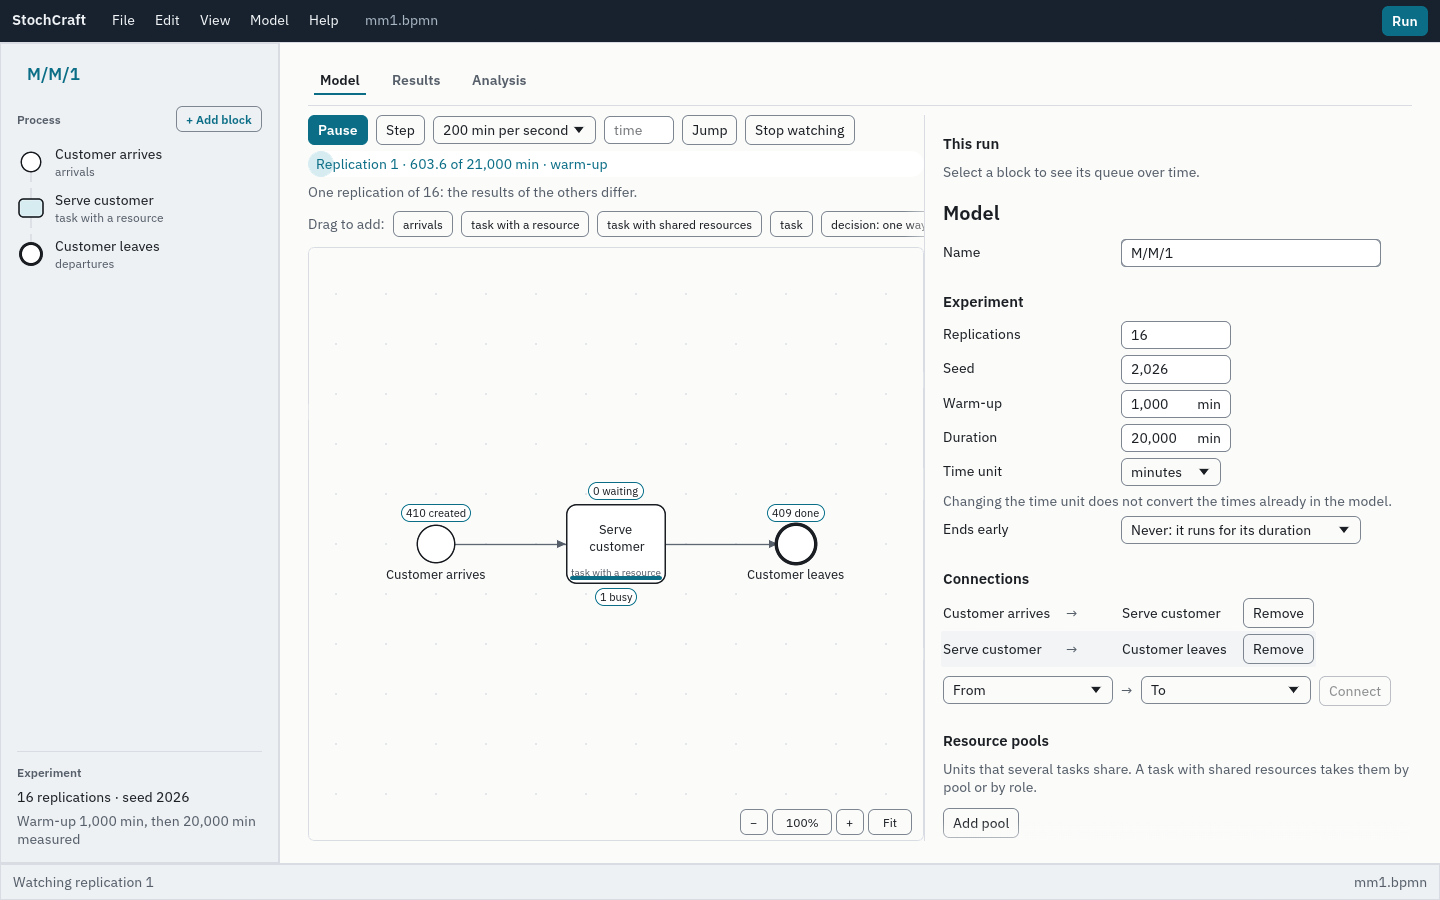 StochCraft File Edit View Model Help mm1.bpmn Run
M/M/1
Process + Add block
Customer arrives
arrivals
Serve customer
task with a resource
Customer leaves
departures
Experiment
16 replications · seed 2026
Warm-up 1,000 min, then 20,000 min
measured
Model Results Analysis
Pause Step 200 min per second time Jump Stop watching
Replication 1 · 603.6 of 21,000 min · warm-up
One replication of 16: the results of the others differ.
Drag to add: arrivals task with a resource task with shared resources task decision: one way
0 waiting
410 created
409 done
Serve
customer
task with a resource
Customer arrives
Customer leaves
1 busy
− 100% + Fit
This run
Select a block to see its queue over time.
Model
Name M/M/1
Experiment
Replications 16
Seed 2,026
Warm-up 1,000 min
Duration 20,000 min
Time unit minutes
Changing the time unit does not convert the times already in the model.
Ends early Never: it runs for its duration
Connections
Customer arrives → Serve customer Remove
Serve customer → Customer leaves Remove
From → To Connect
Resource pools
Units that several tasks share. A task with shared resources takes them by
pool or by role.
Add pool
Watching replication 1 mm1.bpmn